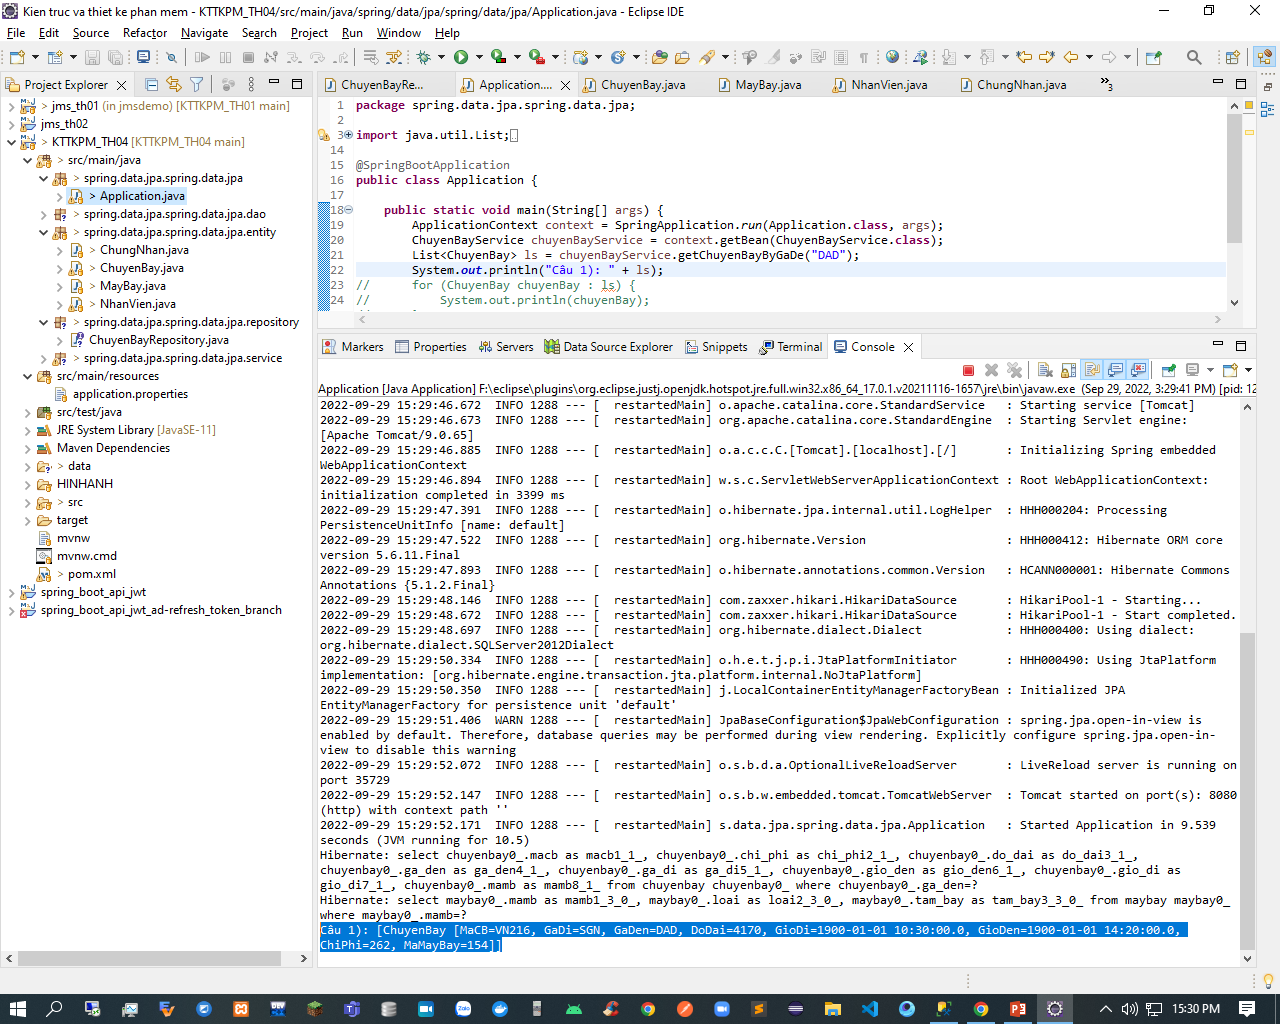 Kien truc va thiet ke phan mem - KTTKPM_TH04/src/main/java/spring/data/jpa/spring/data/jpa/Application.java - Eclipse IDE
File Edit Source Refactor Navigate Search Project Run Window Help
Project Explorer
> jms_th01 (in jmsdemo) [KTTKPM_TH01 main]
jms_th02
> KTTKPM_TH04 [KTTKPM_TH04 main]
> src/main/java
> spring.data.jpa.spring.data.jpa
> Application.java
> spring.data.jpa.spring.data.jpa.dao
> spring.data.jpa.spring.data.jpa.entity
> ChungNhan.java
> ChuyenBay.java
> MayBay.java
> NhanVien.java
> spring.data.jpa.spring.data.jpa.repository
ChuyenBayRepository.java
> spring.data.jpa.spring.data.jpa.service
src/main/resources
application.properties
src/test/java
JRE System Library [JavaSE-11]
Maven Dependencies
> data
HINHANH
> src
target
mvnw
mvnw.cmd
> pom.xml
spring_boot_api_jwt
spring_boot_api_jwt_ad-refresh_token_branch
ChuyenBayRe... Application.... ChuyenBay.java MayBay.java NhanVien.java ChungNhan.java »3
1 package spring.data.jpa.spring.data.jpa;
2
3 import java.util.List;
14
15 @SpringBootApplication
16 public class Application {
17
18 public static void main(String[] args) {
19 ApplicationContext context = SpringApplication.run(Application.class, args);
20 ChuyenBayService chuyenBayService = context.getBean(ChuyenBayService.class);
21 List<ChuyenBay> ls = chuyenBayService.getChuyenBayByGaDe("DAD");
22 System.out.println("Câu 1): " + ls);
23 // for (ChuyenBay chuyenBay : ls) {
24 // System.out.println(chuyenBay);
Markers Properties Servers Data Source Explorer Snippets Terminal Console
Application [Java Application] F:\eclipse\plugins\org.eclipse.justj.openjdk.hotspot.jre.full.win32.x86_64_17.0.1.v20211116-1657\jre\bin\javaw.exe (Sep 29, 2022, 3:29:41 PM) [pid: 12
2022-09-29 15:29:46.672 INFO 1288 --- [ restartedMain] o.apache.catalina.core.StandardService : Starting service [Tomcat]
2022-09-29 15:29:46.673 INFO 1288 --- [ restartedMain] org.apache.catalina.core.StandardEngine : Starting Servlet engine:
[Apache Tomcat/9.0.65]
2022-09-29 15:29:46.885 INFO 1288 --- [ restartedMain] o.a.c.c.C.[Tomcat].[localhost].[/] : Initializing Spring embedded
WebApplicationContext
2022-09-29 15:29:46.894 INFO 1288 --- [ restartedMain] w.s.c.ServletWebServerApplicationContext : Root WebApplicationContext:
initialization completed in 3399 ms
2022-09-29 15:29:47.391 INFO 1288 --- [ restartedMain] o.hibernate.jpa.internal.util.LogHelper : HHH000204: Processing
PersistenceUnitInfo [name: default]
2022-09-29 15:29:47.522 INFO 1288 --- [ restartedMain] org.hibernate.Version : HHH000412: Hibernate ORM core
version 5.6.11.Final
2022-09-29 15:29:47.893 INFO 1288 --- [ restartedMain] o.hibernate.annotations.common.Version : HCANN000001: Hibernate Commons
Annotations {5.1.2.Final}
2022-09-29 15:29:48.146 INFO 1288 --- [ restartedMain] com.zaxxer.hikari.HikariDataSource : HikariPool-1 - Starting...
2022-09-29 15:29:48.672 INFO 1288 --- [ restartedMain] com.zaxxer.hikari.HikariDataSource : HikariPool-1 - Start completed.
2022-09-29 15:29:48.697 INFO 1288 --- [ restartedMain] org.hibernate.dialect.Dialect : HHH000400: Using dialect:
org.hibernate.dialect.SQLServer2012Dialect
2022-09-29 15:29:50.334 INFO 1288 --- [ restartedMain] o.h.e.t.j.p.i.JtaPlatformInitiator : HHH000490: Using JtaPlatform
implementation: [org.hibernate.engine.transaction.jta.platform.internal.NoJtaPlatform]
2022-09-29 15:29:50.350 INFO 1288 --- [ restartedMain] j.LocalContainerEntityManagerFactoryBean : Initialized JPA
EntityManagerFactory for persistence unit 'default'
2022-09-29 15:29:51.406 WARN 1288 --- [ restartedMain] JpaBaseConfiguration$JpaWebConfiguration : spring.jpa.open-in-view is
enabled by default. Therefore, database queries may be performed during view rendering. Explicitly configure spring.jpa.open-in-
view to disable this warning
2022-09-29 15:29:52.072 INFO 1288 --- [ restartedMain] o.s.b.d.a.OptionalLiveReloadServer : LiveReload server is running on
port 35729
2022-09-29 15:29:52.147 INFO 1288 --- [ restartedMain] o.s.b.w.embedded.tomcat.TomcatWebServer : Tomcat started on port(s): 8080
(http) with context path ''
2022-09-29 15:29:52.171 INFO 1288 --- [ restartedMain] s.data.jpa.spring.data.jpa.Application : Started Application in 9.539
seconds (JVM running for 10.5)
Hibernate: select chuyenbay0_.macb as macb1_1_, chuyenbay0_.chi_phi as chi_phi2_1_, chuyenbay0_.do_dai as do_dai3_1_,
chuyenbay0_.ga_den as ga_den4_1_, chuyenbay0_.ga_di as ga_di5_1_, chuyenbay0_.gio_den as gio_den6_1_, chuyenbay0_.gio_di as
gio_di7_1_, chuyenbay0_.mamb as mamb8_1_ from chuyenbay chuyenbay0_ where chuyenbay0_.ga_den=?
Hibernate: select maybay0_.mamb as mamb1_3_0_, maybay0_.loai as loai2_3_0_, maybay0_.tam_bay as tam_bay3_3_0_ from maybay maybay0_
where maybay0_.mamb=?
Câu 1): [ChuyenBay [MaCB=VN216, GaDi=SGN, GaDen=DAD, DoDai=4170, GioDi=1900-01-01 10:30:00.0, GioDen=1900-01-01 14:20:00.0,
ChiPhi=262, MaMayBay=154]]
15:30 PM